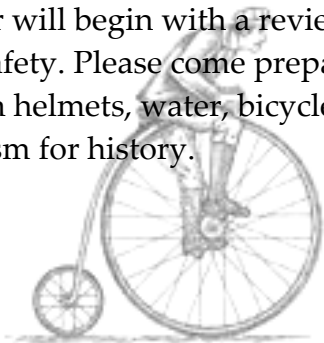 r will begin with a revie
afety. Please come prepa
n helmets, water, bicycle
sm for history.